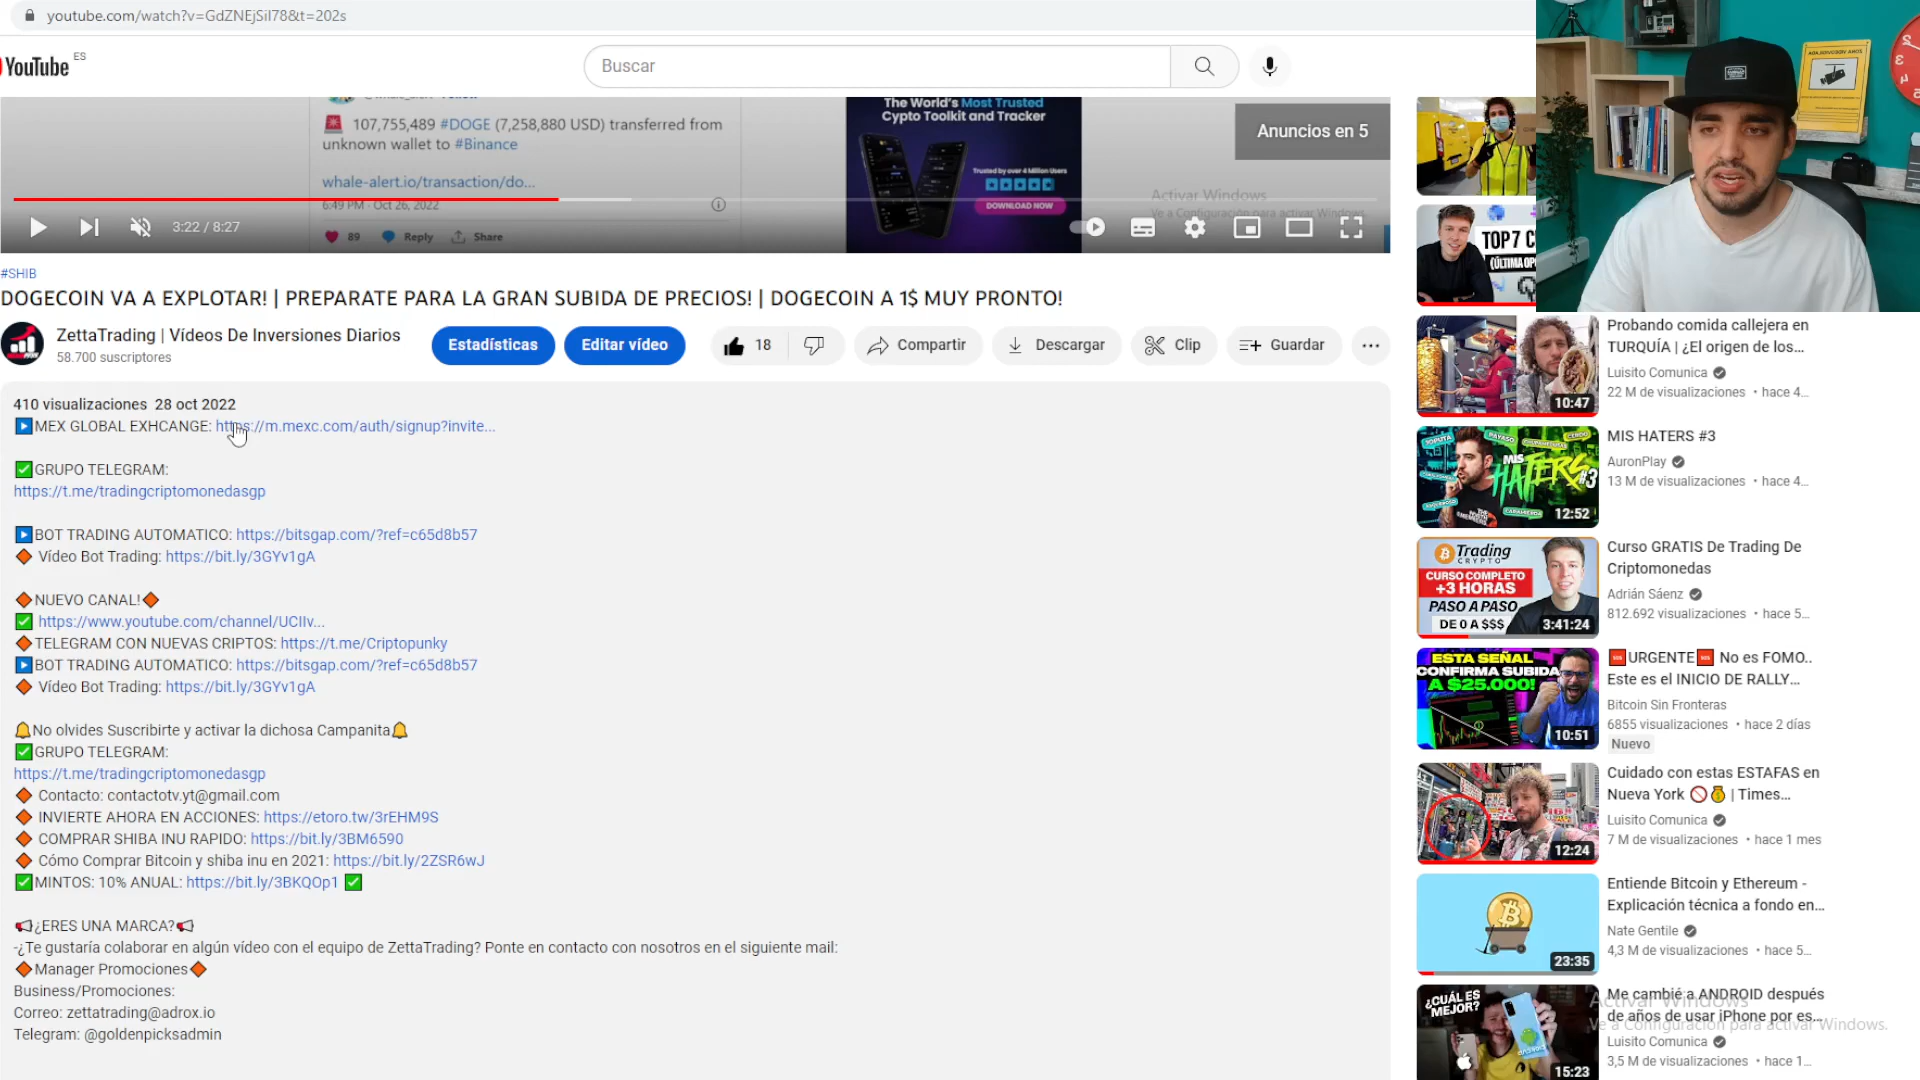 youtube.com/watch?v=GdZNEjSiI78&t=202s
YouTube ES
Buscar
107,755,489 #DOGE (7,258,880 USD) transferred from
unknown wallet to #Binance
whale-alert.io/transaction/do...
6:49 PM · Oct 26, 2022
89 Reply Share
The World's Most Trusted
Cypto Toolkit and Tracker
Trusted by over 4 Million Users
DOWNLOAD NOW
Anuncios en 5
Activar Windows
Ve a Configuración para activar Windows.
3:22 / 8:27
#SHIB
DOGECOIN VA A EXPLOTAR! | PREPARATE PARA LA GRAN SUBIDA DE PRECIOS! | DOGECOIN A 1$ MUY PRONTO!
ZettaTrading | Vídeos De Inversiones Diarios
58.700 suscriptores
Estadísticas
Editar vídeo
18
Compartir
Descargar
Clip
Guardar
410 visualizaciones 28 oct 2022
MEX GLOBAL EXHCANGE: https://m.mexc.com/auth/signup?invite...
GRUPO TELEGRAM:
https://t.me/tradingcriptomonedasgp
BOT TRADING AUTOMATICO: https://bitsgap.com/?ref=c65d8b57
Vídeo Bot Trading: https://bit.ly/3GYv1gA
NUEVO CANAL!
https://www.youtube.com/channel/UCIIv...
TELEGRAM CON NUEVAS CRIPTOS: https://t.me/Criptopunky
BOT TRADING AUTOMATICO: https://bitsgap.com/?ref=c65d8b57
Vídeo Bot Trading: https://bit.ly/3GYv1gA
No olvides Suscribirte y activar la dichosa Campanita
GRUPO TELEGRAM:
https://t.me/tradingcriptomonedasgp
Contacto: contactotv.yt@gmail.com
INVIERTE AHORA EN ACCIONES: https://etoro.tw/3rEHM9S
COMPRAR SHIBA INU RAPIDO: https://bit.ly/3BM6590
Cómo Comprar Bitcoin y shiba inu en 2021: https://bit.ly/2ZSR6wJ
MINTOS: 10% ANUAL: https://bit.ly/3BKQOp1
¿ERES UNA MARCA?
-¿Te gustaría colaborar en algún vídeo con el equipo de ZettaTrading? Ponte en contacto con nosotros en el siguiente mail:
Manager Promociones
Business/Promociones:
Correo: zettatrading@adrox.io
Telegram: @goldenpicksadmin
TOP 7 C
(ÚLTIMA OP
Probando comida callejera en
TURQUÍA | ¿El origen de los...
Luisito Comunica
22 M de visualizaciones • hace 4...
10:47
MIS HATERS #3
AuronPlay
13 M de visualizaciones • hace 4...
MIS
HATERS #3
PAYASO
12:52
Curso GRATIS De Trading De
Criptomonedas
Adrián Sáenz
812.692 visualizaciones • hace 5...
Trading
CRYPTO
CURSO COMPLETO
+3 HORAS
PASO A PASO
DE 0 A $$$
3:41:24
URGENTE No es FOMO..
Este es el INICIO DE RALLY...
Bitcoin Sin Fronteras
6855 visualizaciones • hace 2 días
Nuevo
ESTA SEÑAL
CONFIRMA SUBIDA
A $25.000!
10:51
Cuidado con estas ESTAFAS en
Nueva York | Times...
Luisito Comunica
7 M de visualizaciones • hace 1 mes
12:24
Entiende Bitcoin y Ethereum -
Explicación técnica a fondo en...
Nate Gentile
4,3 M de visualizaciones • hace 5...
23:35
Me cambié a ANDROID después
de años de usar iPhone por es...
Luisito Comunica
3,5 M de visualizaciones • hace 1...
¿CUÁL ES
MEJOR?
15:23
Activar Windows
Ve a Configuración para activar Windows.